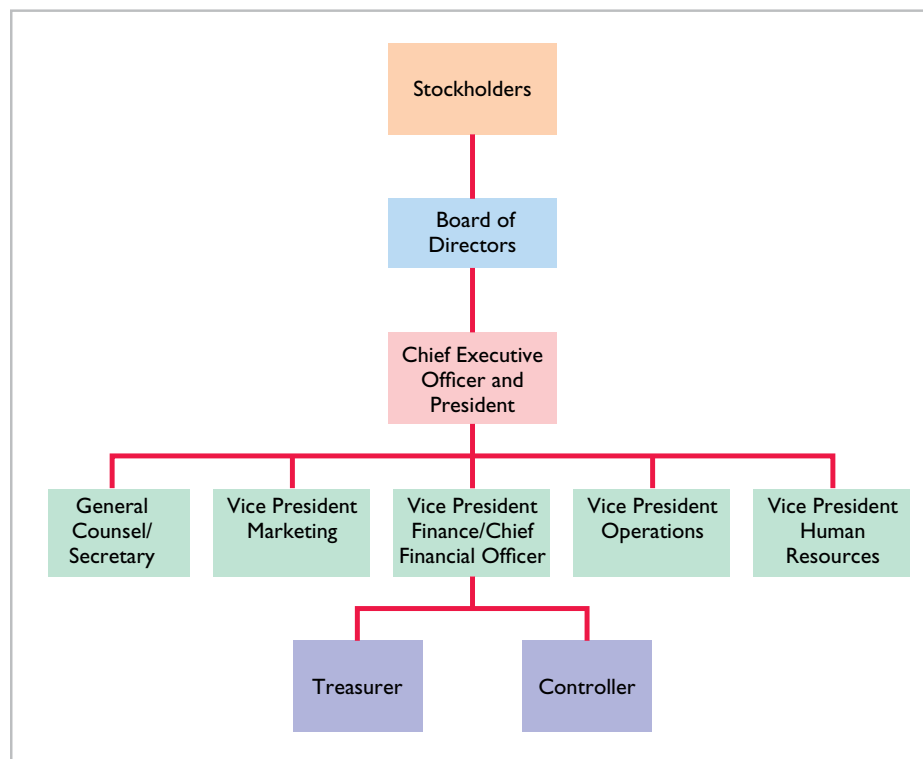 Stockholders
Board of
Directors
Chief Executive
Officer and
President
General
Counsel/
Secretary
Vice President
Marketing
Vice President
Finance/Chief
Financial Officer
Vice President
Operations
Vice President
Human
Resources
Treasurer
Controller